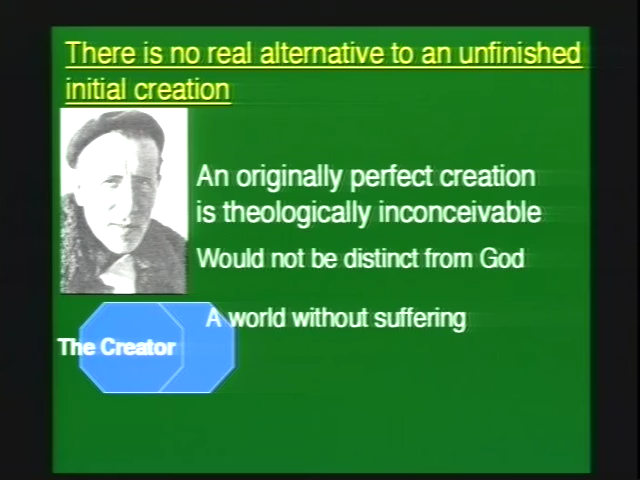 There is no real alternative to an unfinished
initial creation
An originally perfect creation
is theologically inconceivable
Would not be distinct from God
A world without suffering
The Creator